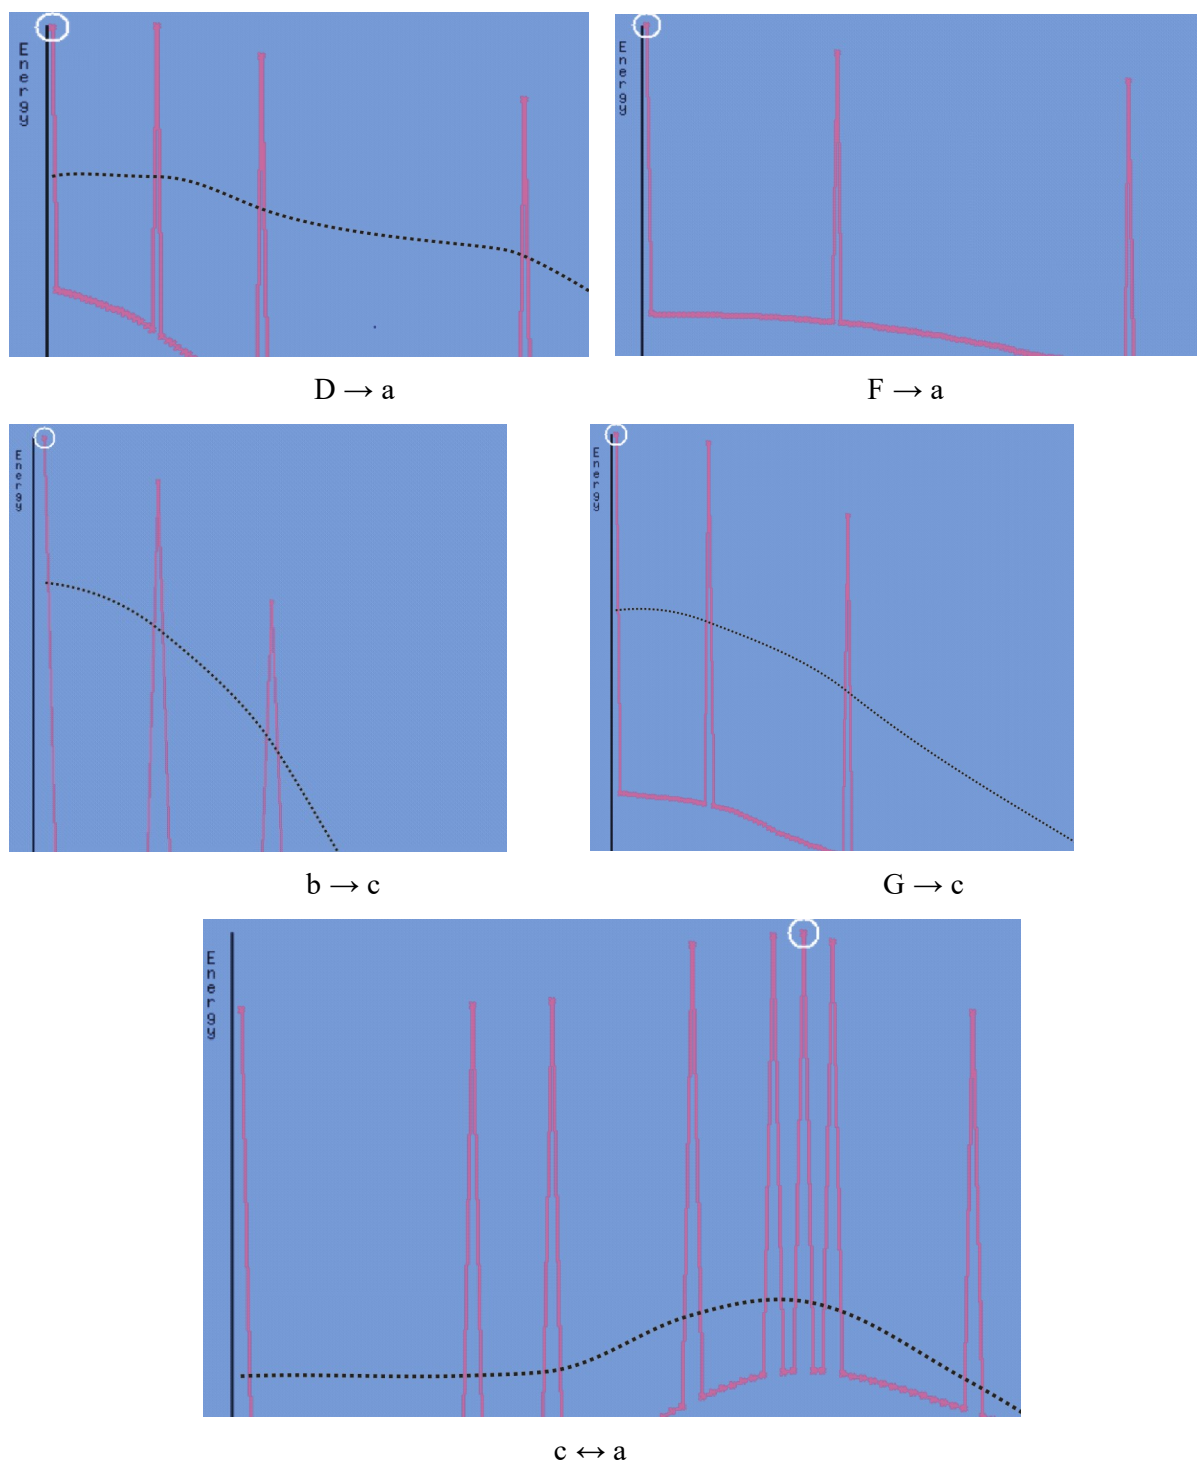 Energy
Energy
D → a
F → a
Energy
Energy
b → c
G → c
Energy
c ↔ a